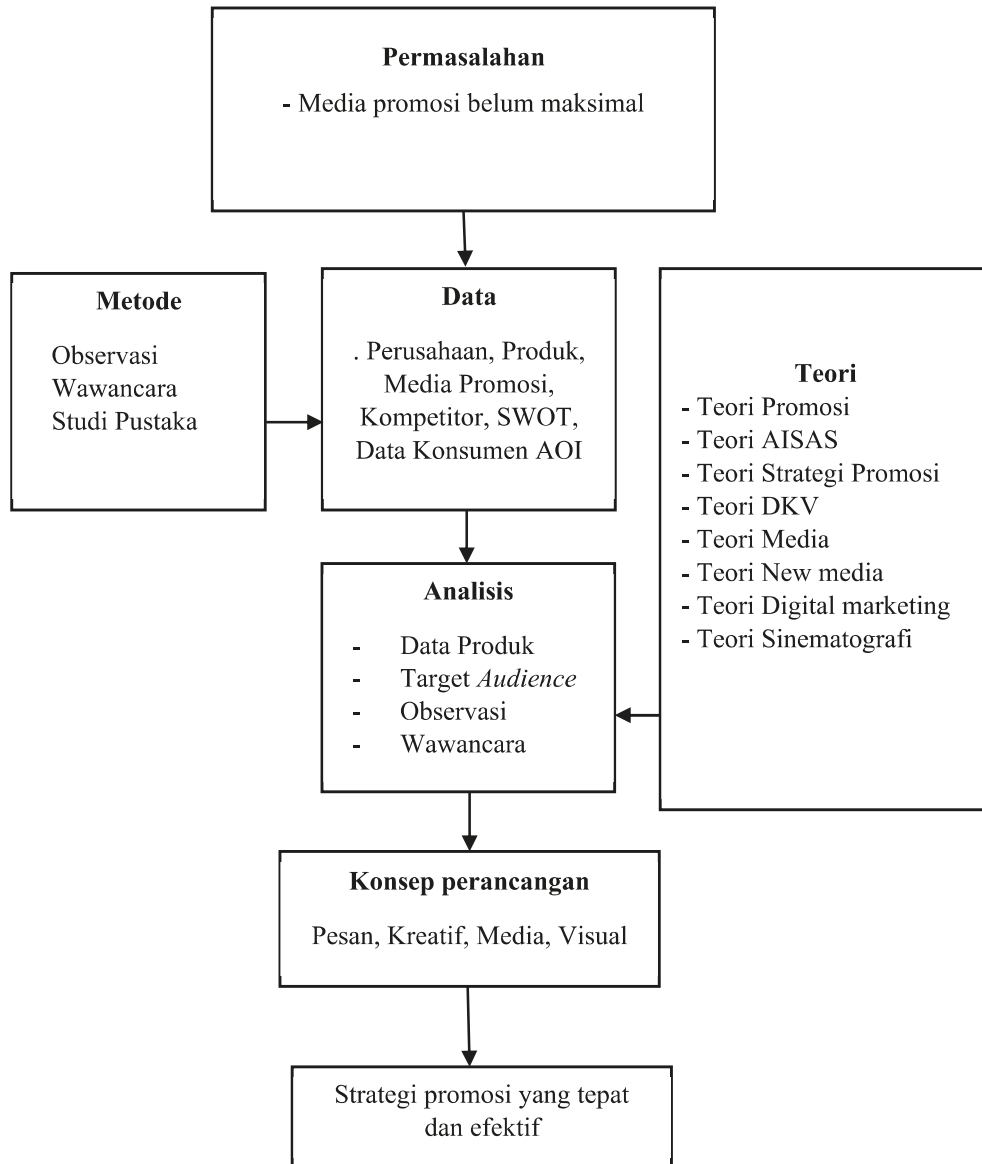 Permasalahan
- Media promosi belum maksimal
Metode
Observasi
Wawancara
Studi Pustaka
Data
. Perusahaan, Produk,
Media Promosi,
Kompetitor, SWOT,
Data Konsumen AOI
Teori
- Teori Promosi
- Teori AISAS
- Teori Strategi Promosi
- Teori DKV
- Teori Media
- Teori New media
- Teori Digital marketing
- Teori Sinematografi
Analisis
- Data Produk
- Target Audience
- Observasi
- Wawancara
Konsep perancangan
Pesan, Kreatif, Media, Visual
Strategi promosi yang tepat
dan efektif